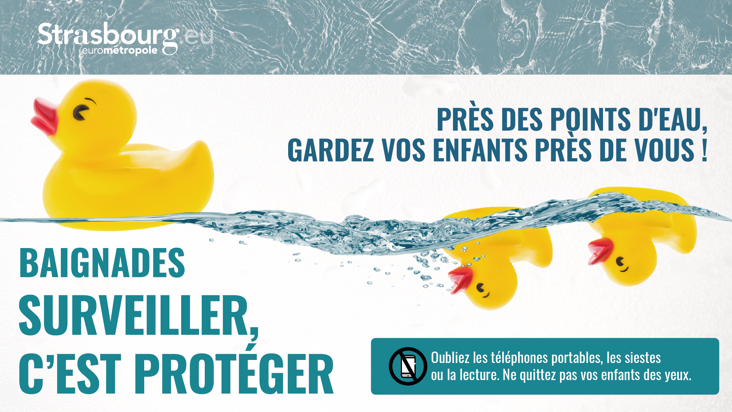 Strasbourg.eu
eurométropole
PRÈS DES POINTS D'EAU,
GARDEZ VOS ENFANTS PRÈS DE VOUS !
BAIGNADES
SURVEILLER,
C'EST PROTÉGER
Oubliez les téléphones portables, les siestes
ou la lecture. Ne quittez pas vos enfants des yeux.